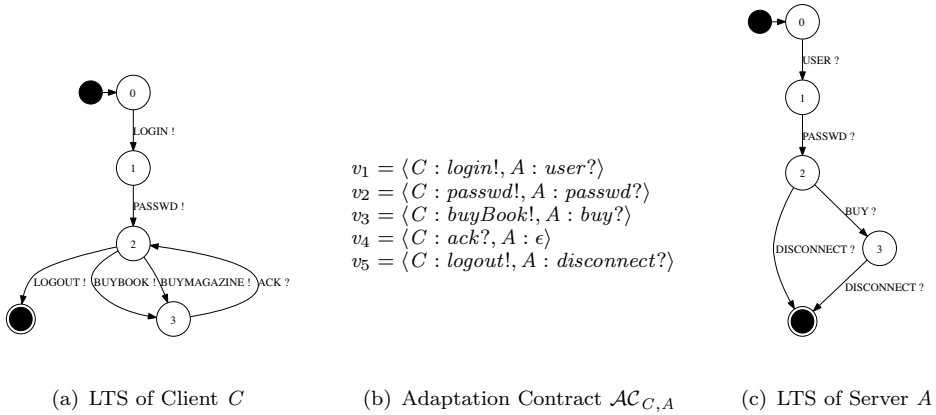 0
LOGIN !
1
PASSWD !
2
LOGOUT ! BUYBOOK ! BUYMAGAZINE ! ACK ?
3
(a) LTS of Client C
v₁ = ⟨C : login!, A : user?⟩
v₂ = ⟨C : passwd!, A : passwd?⟩
v₃ = ⟨C : buyBook!, A : buy?⟩
v₄ = ⟨C : ack?, A : ϵ⟩
v₅ = ⟨C : logout!, A : disconnect?⟩
(b) Adaptation Contract 𝒜𝒞_{C,A}
0
USER ?
1
PASSWD ?
2
BUY ?
DISCONNECT ?
3
DISCONNECT ?
(c) LTS of Server A